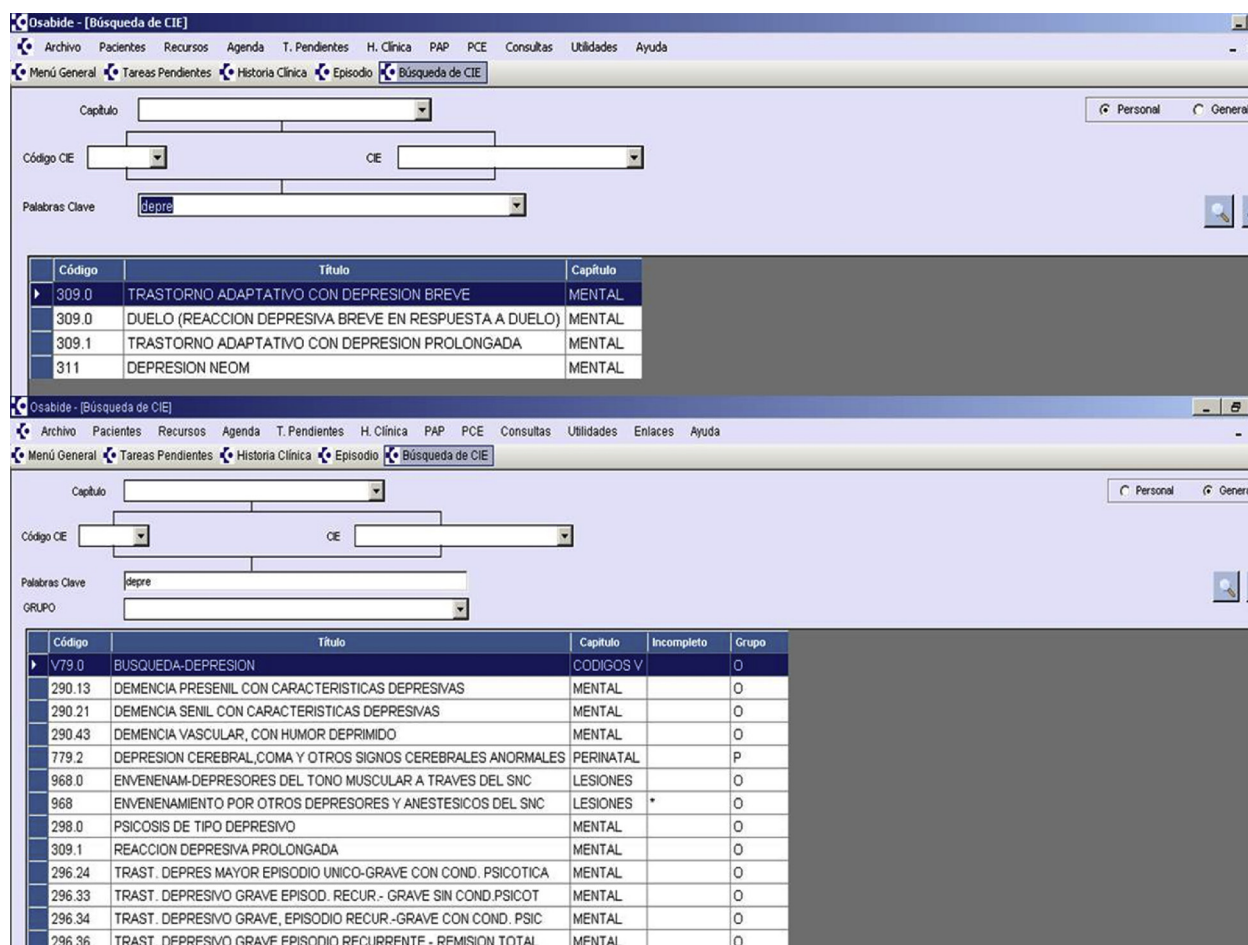 Osabide - [Búsqueda de CIE]
Archivo Pacientes Recursos Agenda T. Pendientes H. Clínica PAP PCE Consultas Utilidades Ayuda
Menú General Tareas Pendientes Historia Clínica Episodio Búsqueda de CIE
Capítulo Personal General
Código CIE CIE
Palabras Clave depre
Código Título Capítulo
309.0 TRASTORNO ADAPTATIVO CON DEPRESION BREVE MENTAL
309.0 DUELO (REACCION DEPRESIVA BREVE EN RESPUESTA A DUELO) MENTAL
309.1 TRASTORNO ADAPTATIVO CON DEPRESION PROLONGADA MENTAL
311 DEPRESION NEOM MENTAL
Osabide - [Búsqueda de CIE]
Archivo Pacientes Recursos Agenda T. Pendientes H. Clínica PAP PCE Consultas Utilidades Enlaces Ayuda
Menú General Tareas Pendientes Historia Clínica Episodio Búsqueda de CIE
Capítulo Personal Genera
Código CIE CIE
Palabras Clave depre
GRUPO
Código Título Capitulo Incompleto Grupo
V79.0 BUSQUEDA-DEPRESION CODIGOS V O
290.13 DEMENCIA PRESENIL CON CARACTERISTICAS DEPRESIVAS MENTAL O
290.21 DEMENCIA SENIL CON CARACTERISTICAS DEPRESIVAS MENTAL O
290.43 DEMENCIA VASCULAR, CON HUMOR DEPRIMIDO MENTAL O
779.2 DEPRESION CEREBRAL,COMA Y OTROS SIGNOS CEREBRALES ANORMALES PERINATAL P
968.0 ENVENENAM-DEPRESORES DEL TONO MUSCULAR A TRAVES DEL SNC LESIONES O
968 ENVENENAMIENTO POR OTROS DEPRESORES Y ANESTESICOS DEL SNC LESIONES * O
298.0 PSICOSIS DE TIPO DEPRESIVO MENTAL O
309.1 REACCION DEPRESIVA PROLONGADA MENTAL O
296.24 TRAST. DEPRES MAYOR EPISODIO UNICO-GRAVE CON COND. PSICOTICA MENTAL O
296.33 TRAST. DEPRESIVO GRAVE EPISOD. RECUR.- GRAVE SIN COND.PSICOT MENTAL O
296.34 TRAST. DEPRESIVO GRAVE, EPISODIO RECUR.-GRAVE CON COND. PSIC MENTAL O
296.36 TRAST. DEPRESIVO GRAVE EPISODIO RECURRENTE - REMISION TOTAL MENTAL O